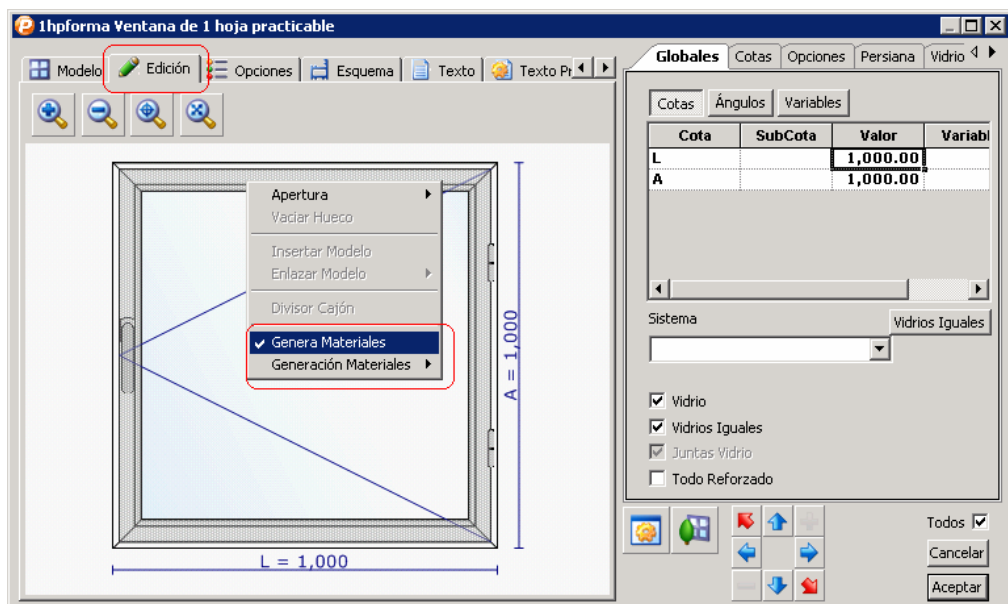 1hpforma Ventana de 1 hoja practicable
Modelo Edición Opciones Esquema Texto Texto Pr
Globales Cotas Opciones Persiana Vidrio
Cotas Ángulos Variables
Cota SubCota Valor Variabl
L 1,000.00
A 1,000.00
Apertura
Vaciar Hueco
Insertar Modelo
Enlazar Modelo
Divisor Cajón
Genera Materiales
Generación Materiales
A = 1,000
L = 1,000
Sistema
Vidrios Iguales
Vidrio
Vidrios Iguales
Juntas Vidrio
Todo Reforzado
Todos
Cancelar
Aceptar